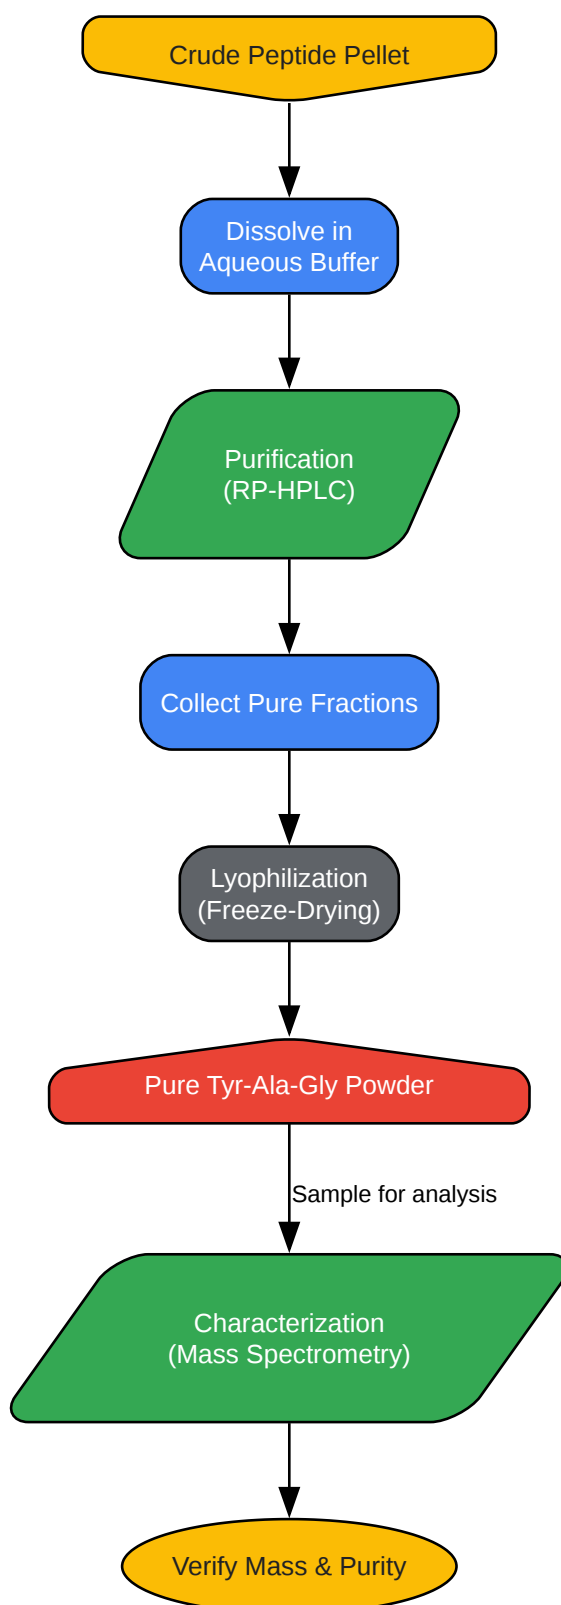 Crude Peptide Pellet
Dissolve in
Aqueous Buffer
Purification
(RP-HPLC)
Collect Pure Fractions
Lyophilization
(Freeze-Drying)
Pure Tyr-Ala-Gly Powder
Sample for analysis
Characterization
(Mass Spectrometry)
Verify Mass & Purity